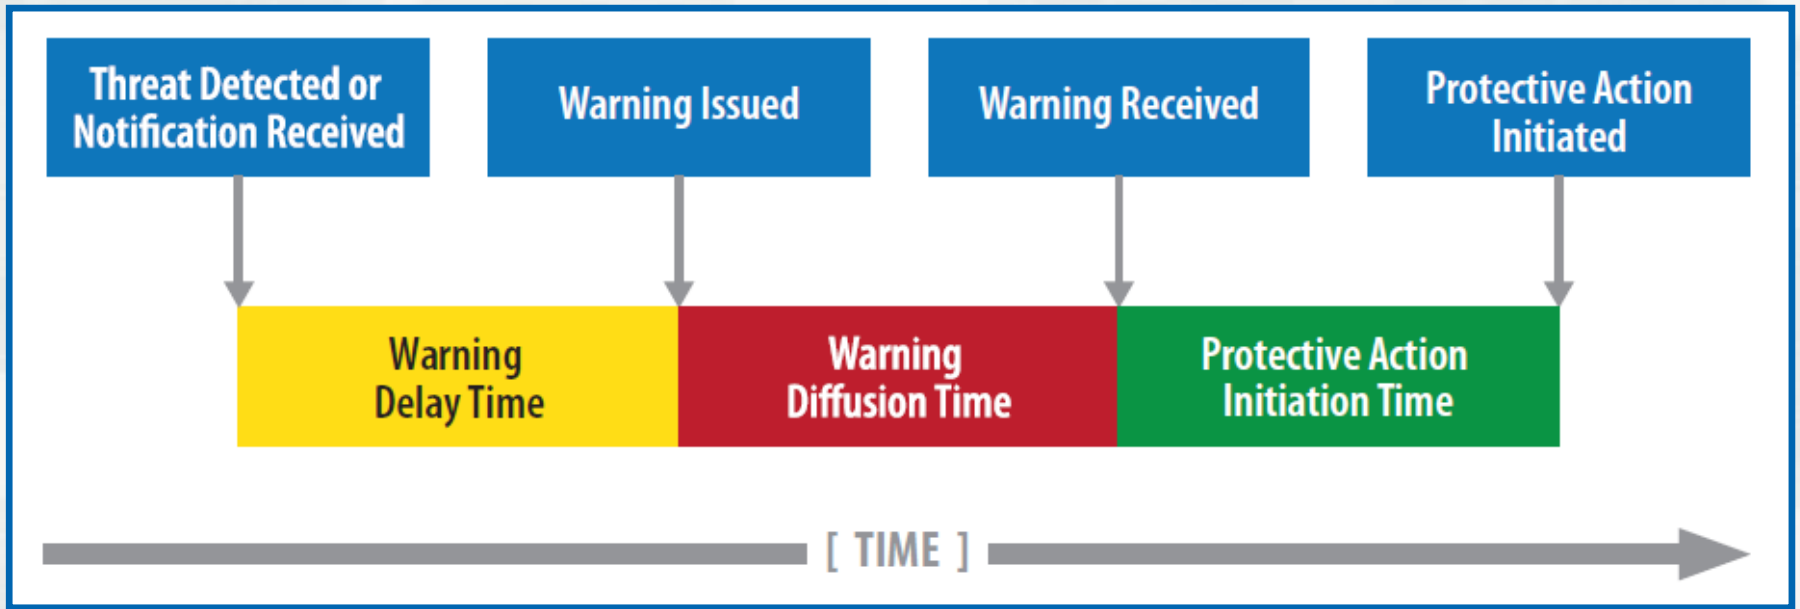 Threat Detected or
Notification Received
Warning Issued
Warning Received
Protective Action
Initiated
Warning
Delay Time
Warning
Diffusion Time
Protective Action
Initiation Time
[ TIME ]